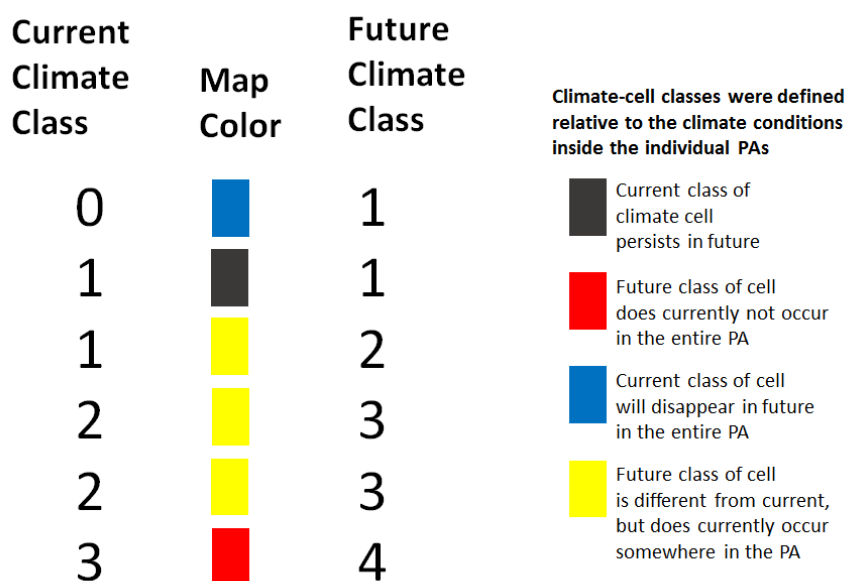 Current
Climate
Class
Map
Color
Future
Climate
Class
0 1
1 1
1 2
2 3
2 3
3 4
Climate-cell classes were defined
relative to the climate conditions
inside the individual PAs
Current class of
climate cell
persists in future
Future class of cell
does currently not occur
in the entire PA
Current class of cell
will disappear in future
in the entire PA
Future class of cell
is different from current,
but does currently occur
somewhere in the PA